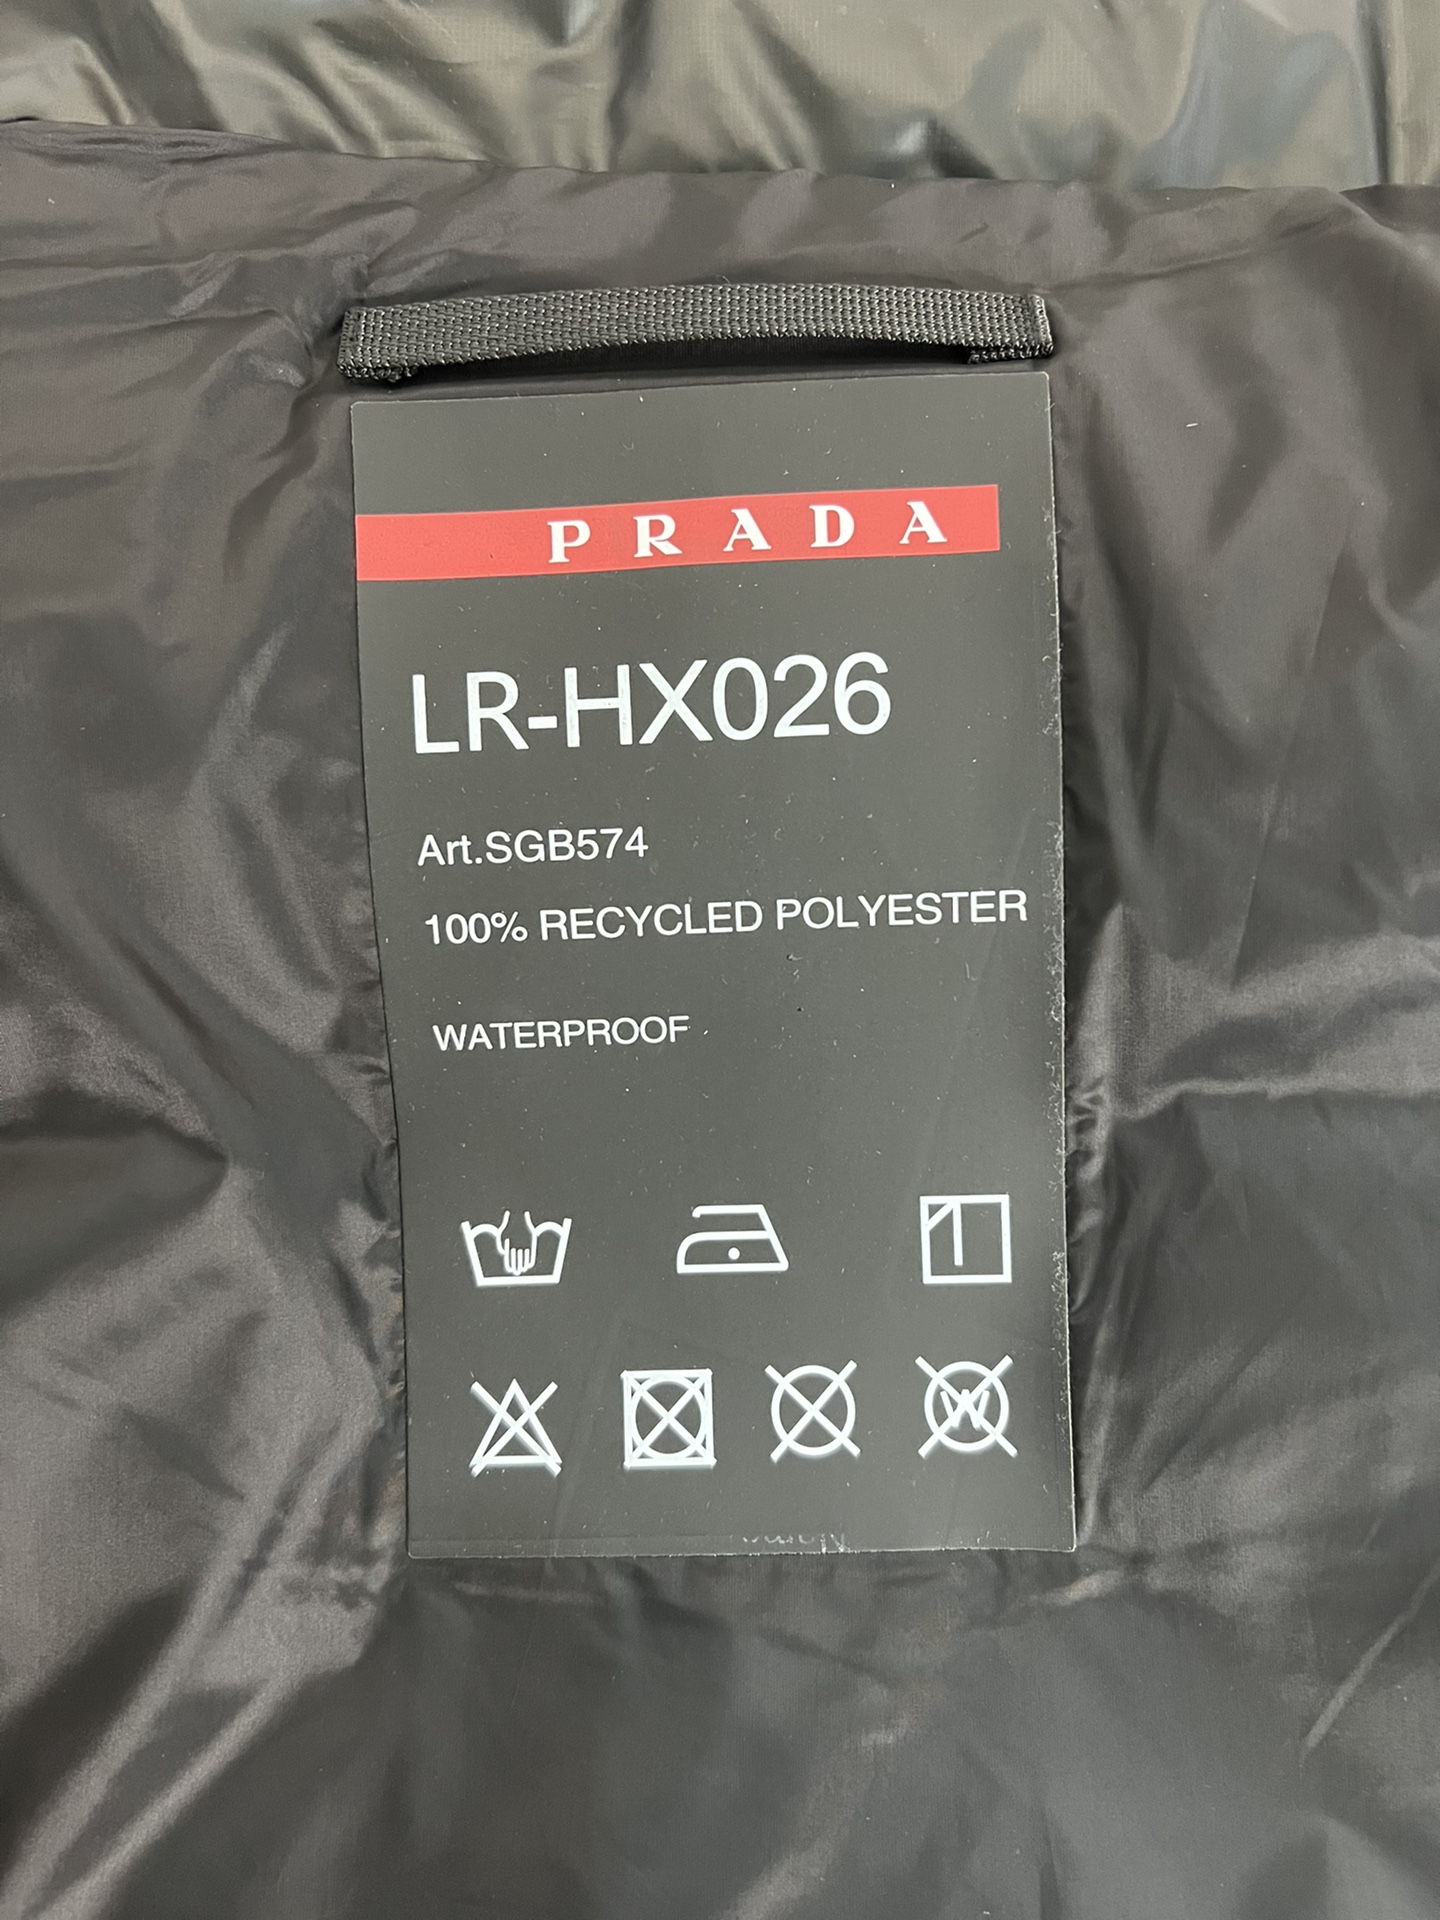 PRADA
LR-HX026
Art.SGB574
100% RECYCLED POLYESTER
WATERPROOF
W